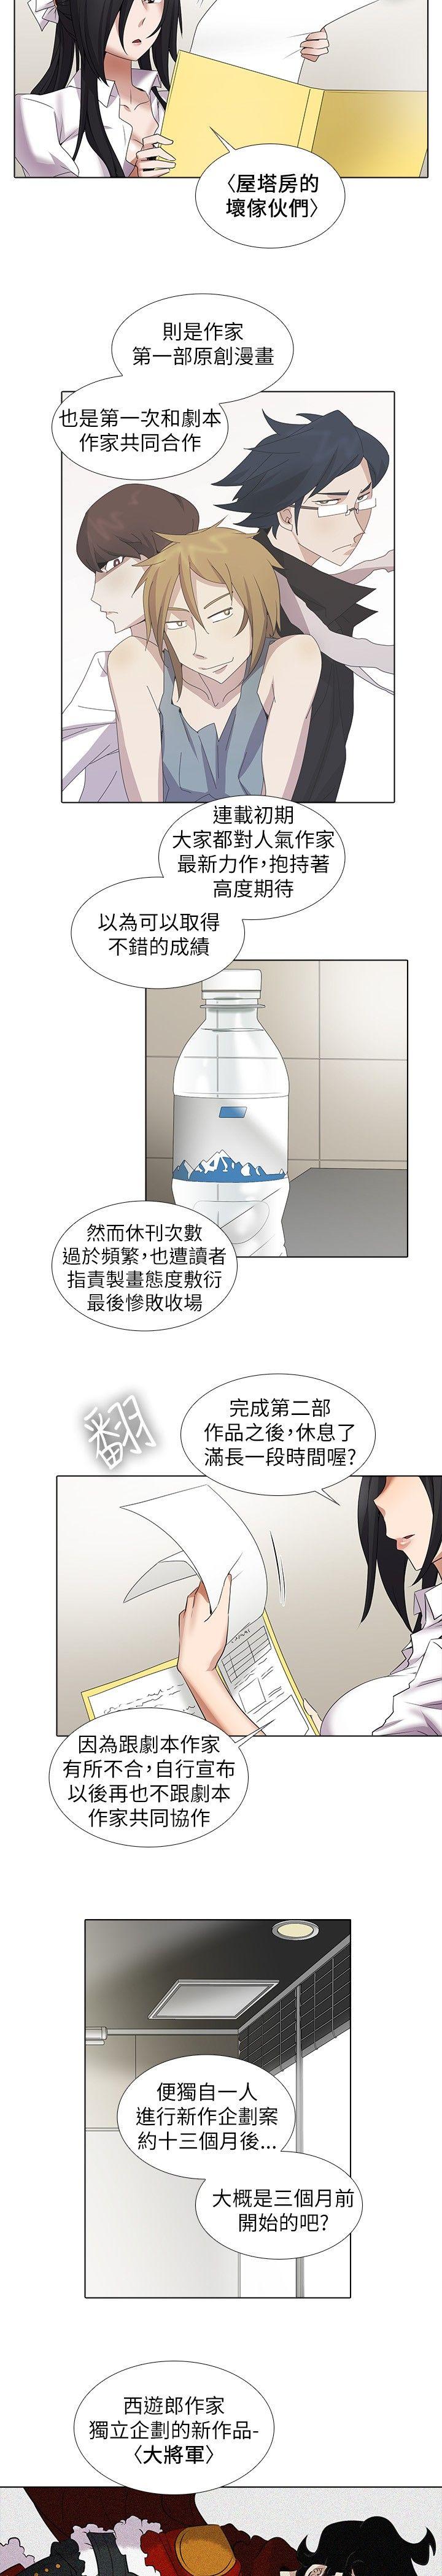 〈屋塔房的
壞傢伙們〉
則是作家
第一部原創漫畫
也是第一次和劇本
作家共同合作
連載初期
大家都對人氣作家
最新力作,抱持著
高度期待
以為可以取得
不錯的成績
然而休刊次數
過於頻繁,也遭讀者
指責製畫態度敷衍
最後慘敗收場
翻
完成第二部
作品之後,休息了
滿長一段時間喔?
因為跟劇本作家
有所不合,自行宣布
以後再也不跟劇本
作家共同協作
便獨自一人
進行新作企劃案
約十三個月後...
大概是三個月前
開始的吧?
西遊郎作家
獨立企劃的新作品-
〈大將軍〉